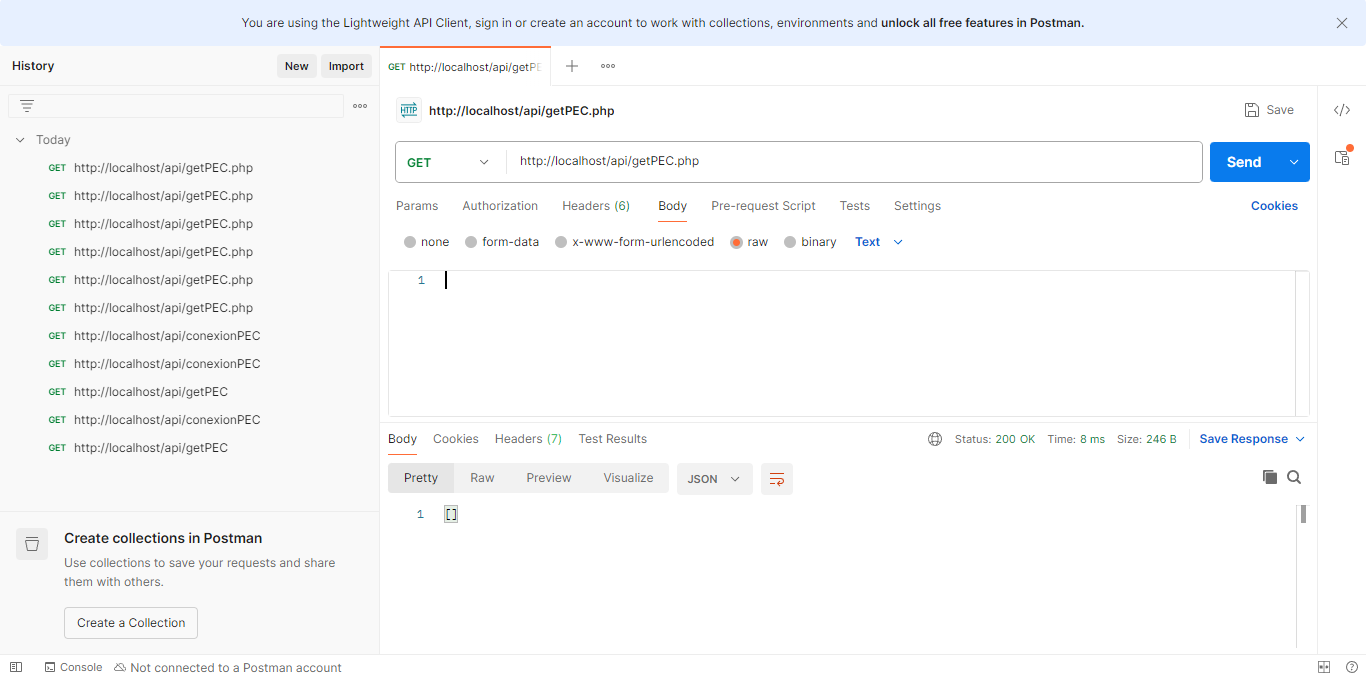 You are using the Lightweight API Client, sign in or create an account to work with collections, environments and unlock all free features in Postman.
History
New
Import
GET http://localhost/api/getPE
Today
GET http://localhost/api/getPEC.php
GET http://localhost/api/getPEC.php
GET http://localhost/api/getPEC.php
GET http://localhost/api/getPEC.php
GET http://localhost/api/getPEC.php
GET http://localhost/api/getPEC.php
GET http://localhost/api/conexionPEC
GET http://localhost/api/conexionPEC
GET http://localhost/api/getPEC
GET http://localhost/api/conexionPEC
GET http://localhost/api/getPEC
Create collections in Postman
Use collections to save your requests and share
them with others.
Create a Collection
HTTP http://localhost/api/getPEC.php
Save
GET http://localhost/api/getPEC.php
Send
Params Authorization Headers (6) Body Pre-request Script Tests Settings Cookies
none form-data x-www-form-urlencoded raw binary Text
1
Body Cookies Headers (7) Test Results Status: 200 OK Time: 8 ms Size: 246 B Save Response
Pretty Raw Preview Visualize JSON
1 []
Console Not connected to a Postman account